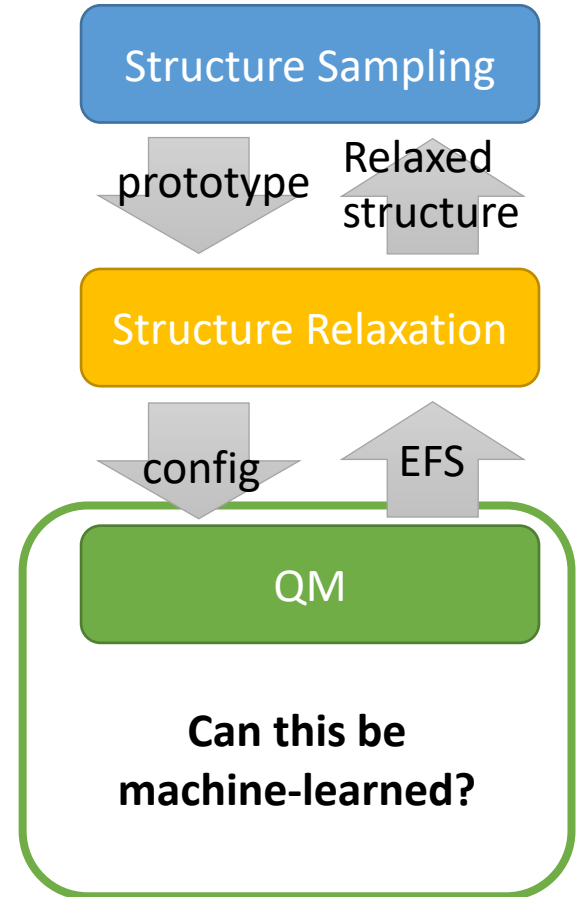 Structure Sampling
prototype
Relaxed
structure
Structure Relaxation
config
EFS
QM
Can this be
machine-learned?